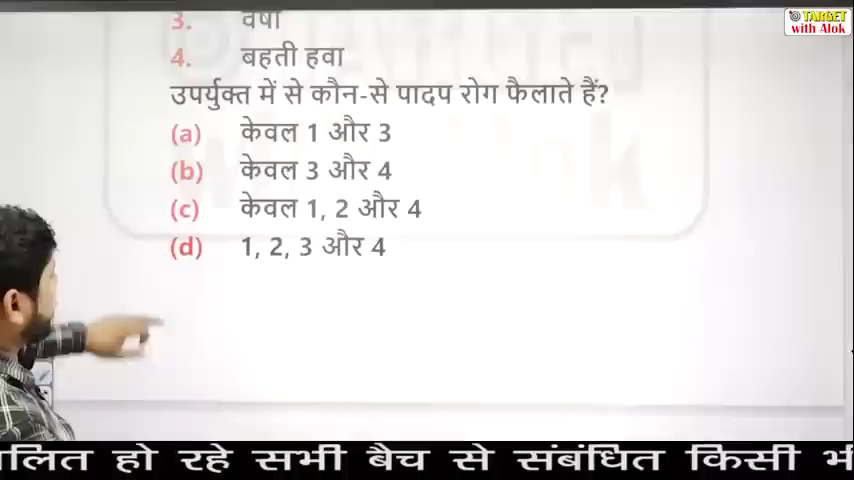 TARGET
with Alok
3. वर्षा
4. बहती हवा
उपर्युक्त में से कौन-से पादप रोग फैलाते हैं?
(a) केवल 1 और 3
(b) केवल 3 और 4
(c) केवल 1, 2 और 4
(d) 1, 2, 3 और 4
लित हो रहे सभी बैच से संबंधित किसी भी